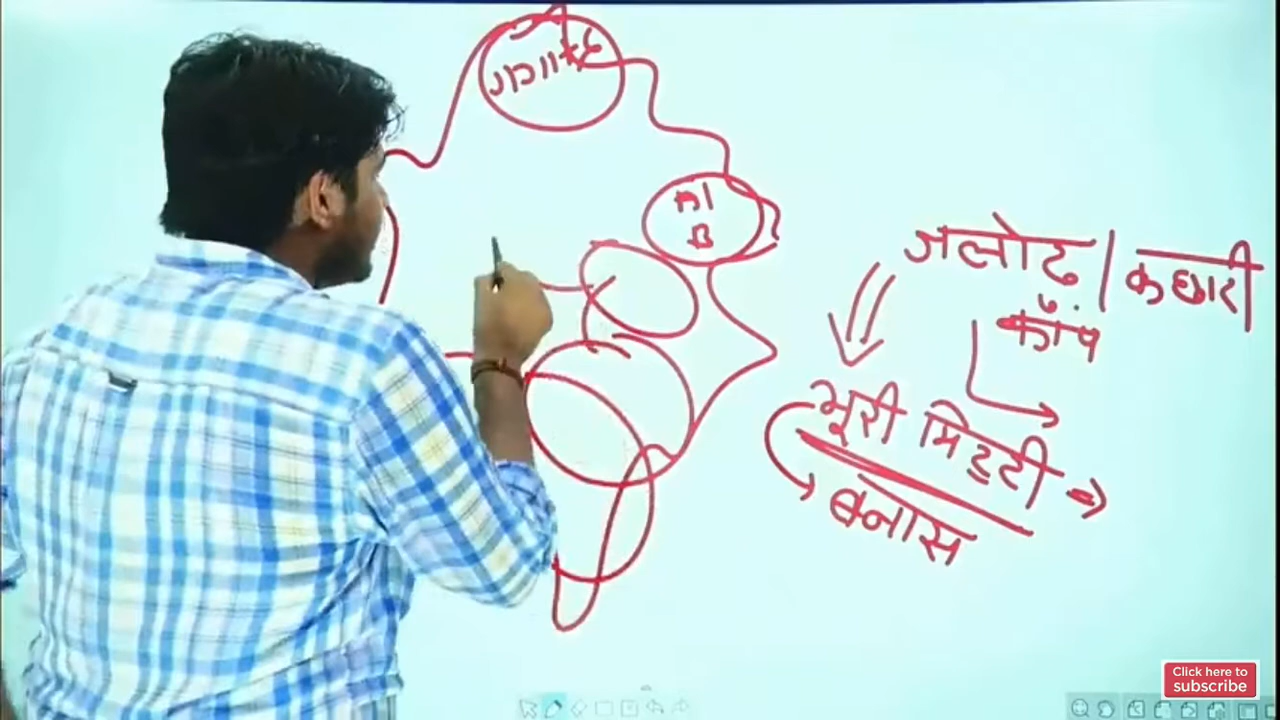 जलोढ़ | कछारी
काँप
भूरी मिट्टी →
बनास
Click here to
subscribe